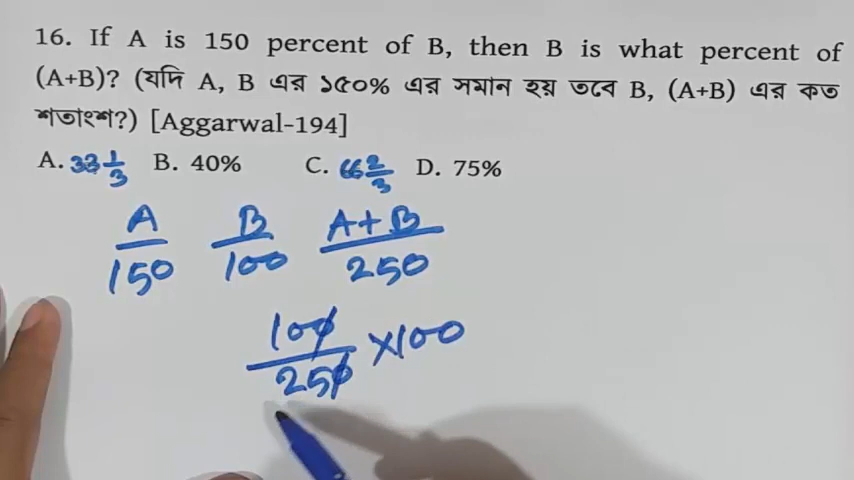 16. If A is 150 percent of B, then B is what percent of
(A+B)? (যদি A, B এর ১৫০% এর সমান হয় তবে B, (A+B) এর কত
শতাংশ?) [Aggarwal-194]
A. 33 1/3 B. 40% C. 66 2/3 D. 75%
A B A+B
150 100 250
100
250 ×100